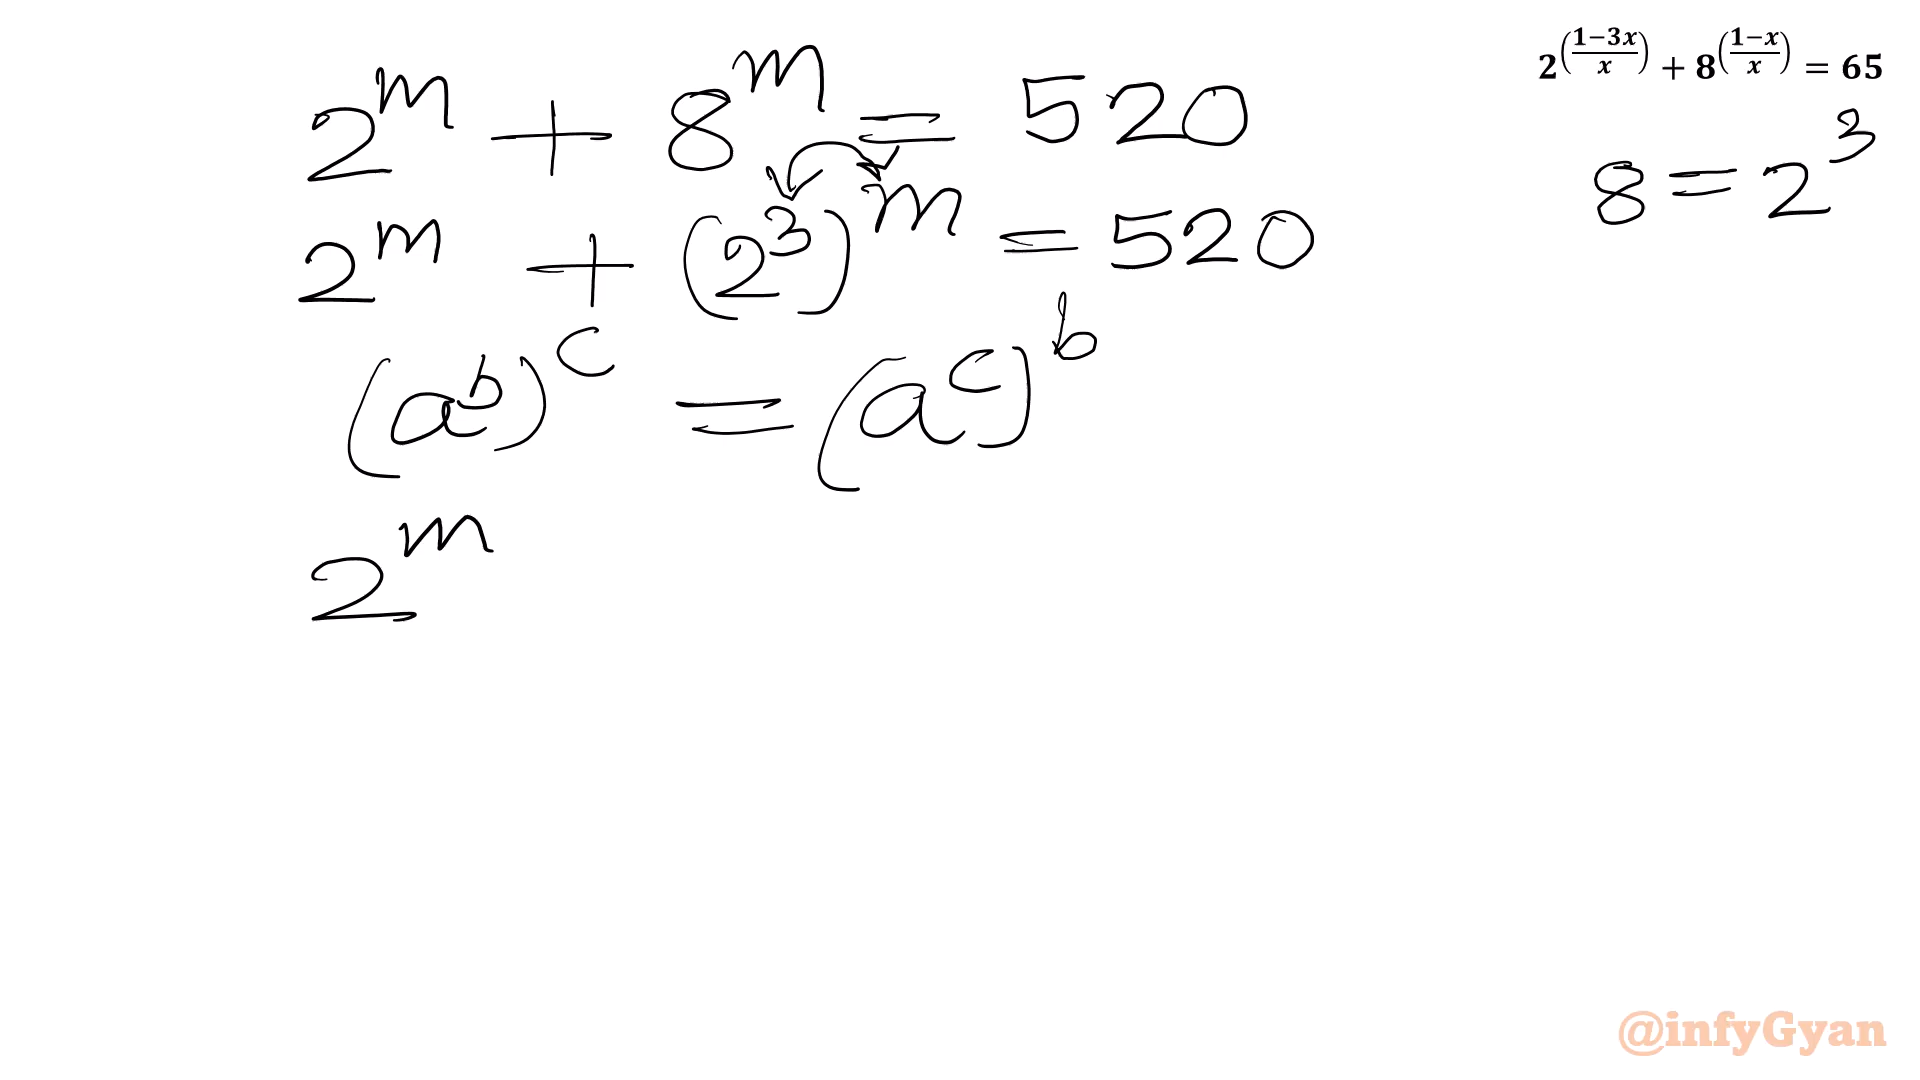 2^m + 8^m = 520
2^((1−3x)/x) + 8^((1−x)/x) = 65
8 = 2^3
2^m + (2^3)^m = 520
(a^b)^c = (a^c)^b
2^m
@infyGyan